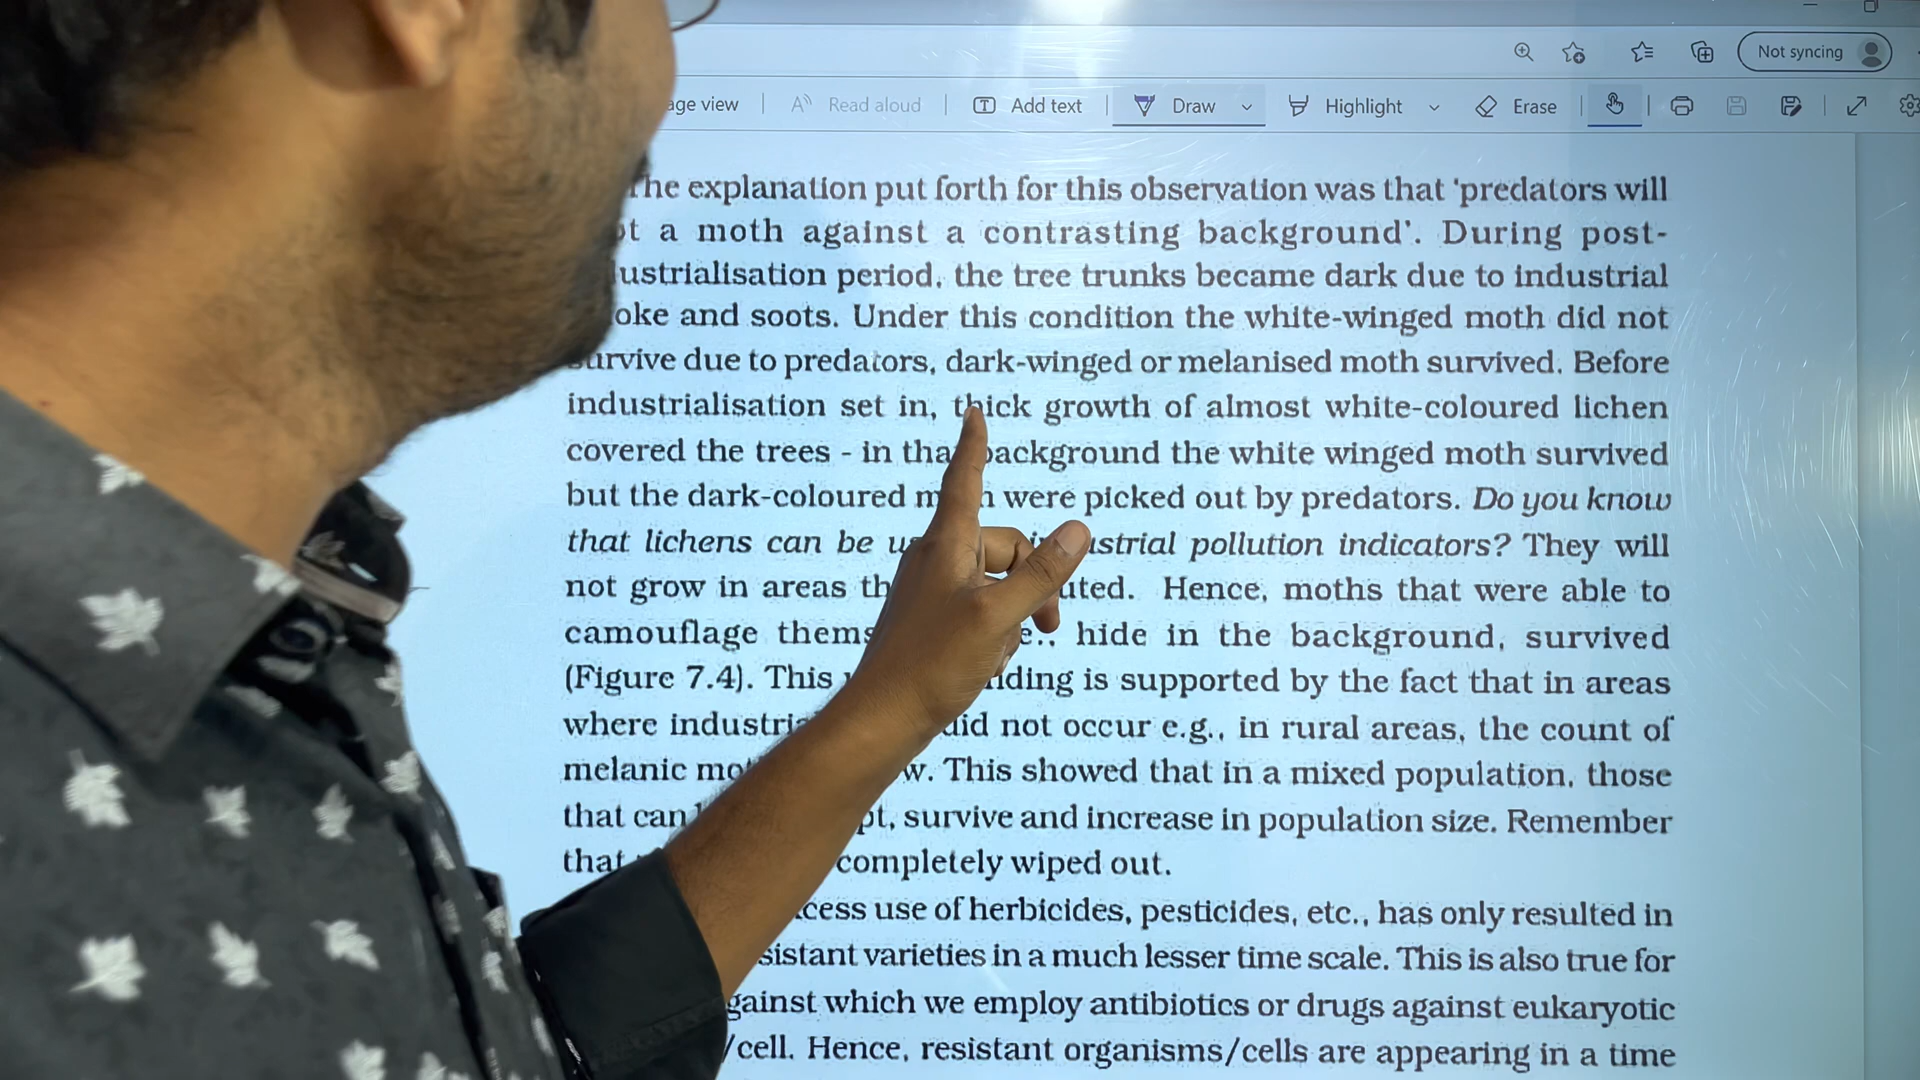 Not syncing
age view Read aloud Add text Draw Highlight Erase
he explanation put forth for this observation was that ‘predators will
t a moth against a contrasting background’. During post-
ustrialisation period, the tree trunks became dark due to industrial
oke and soots. Under this condition the white-winged moth did not
survive due to predators, dark-winged or melanised moth survived. Before
industrialisation set in, thick growth of almost white-coloured lichen
covered the trees - in tha background the white winged moth survived
but the dark-coloured were picked out by predators. Do you know
that lichens can be ustrial pollution indicators? They will
not grow in areas th uted. Hence, moths that were able to
camouflage thems e., hide in the background, survived
(Figure 7.4). This nding is supported by the fact that in areas
where industria did not occur e.g., in rural areas, the count of
melanic mo w. This showed that in a mixed population, those
that can pt, survive and increase in population size. Remember
that completely wiped out.
cess use of herbicides, pesticides, etc., has only resulted in
sistant varieties in a much lesser time scale. This is also true for
gainst which we employ antibiotics or drugs against eukaryotic
/cell. Hence, resistant organisms/cells are appearing in a time